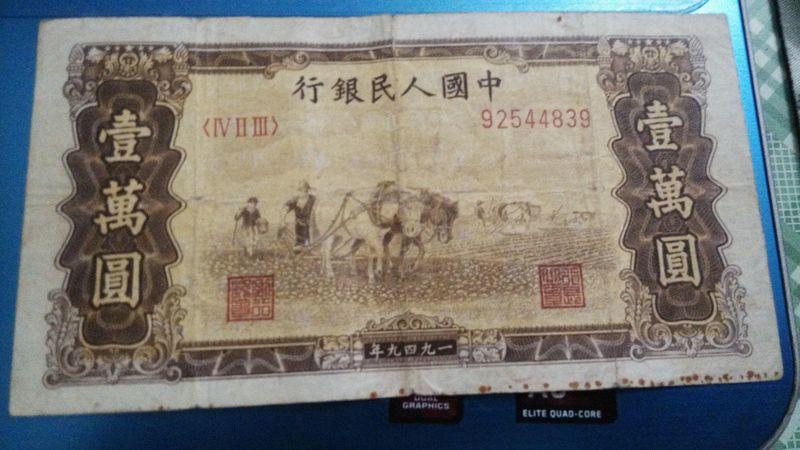 中國人民銀行
〈IV II III〉
92544839
壹萬圓
壹萬圓
一九四九年
DUAL
GRAPHICS
ELITE QUAD-CORE